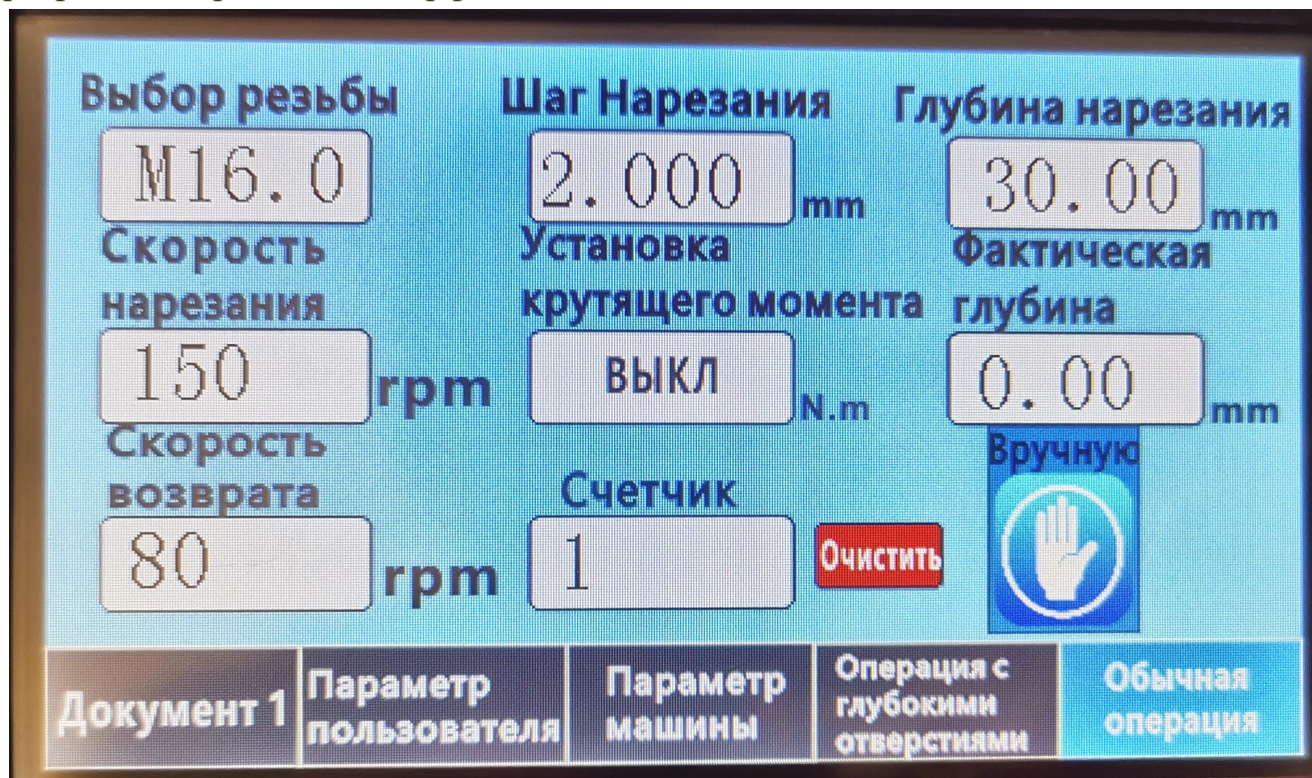 Выбор резьбы
Шаг Нарезания
Глубина нарезания
M16.0
2.000 mm
30.00 mm
Скорость
нарезания
Установка
крутящего момента
Фактическая
глубина
150 rpm
ВЫКЛ N.m
0.00 mm
Скорость
возврата
Счетчик
Вручную
80 rpm
1
Очистить
Документ 1
Параметр
пользователя
Параметр
машины
Операция с
глубокими
отверстиями
Обычная
операция